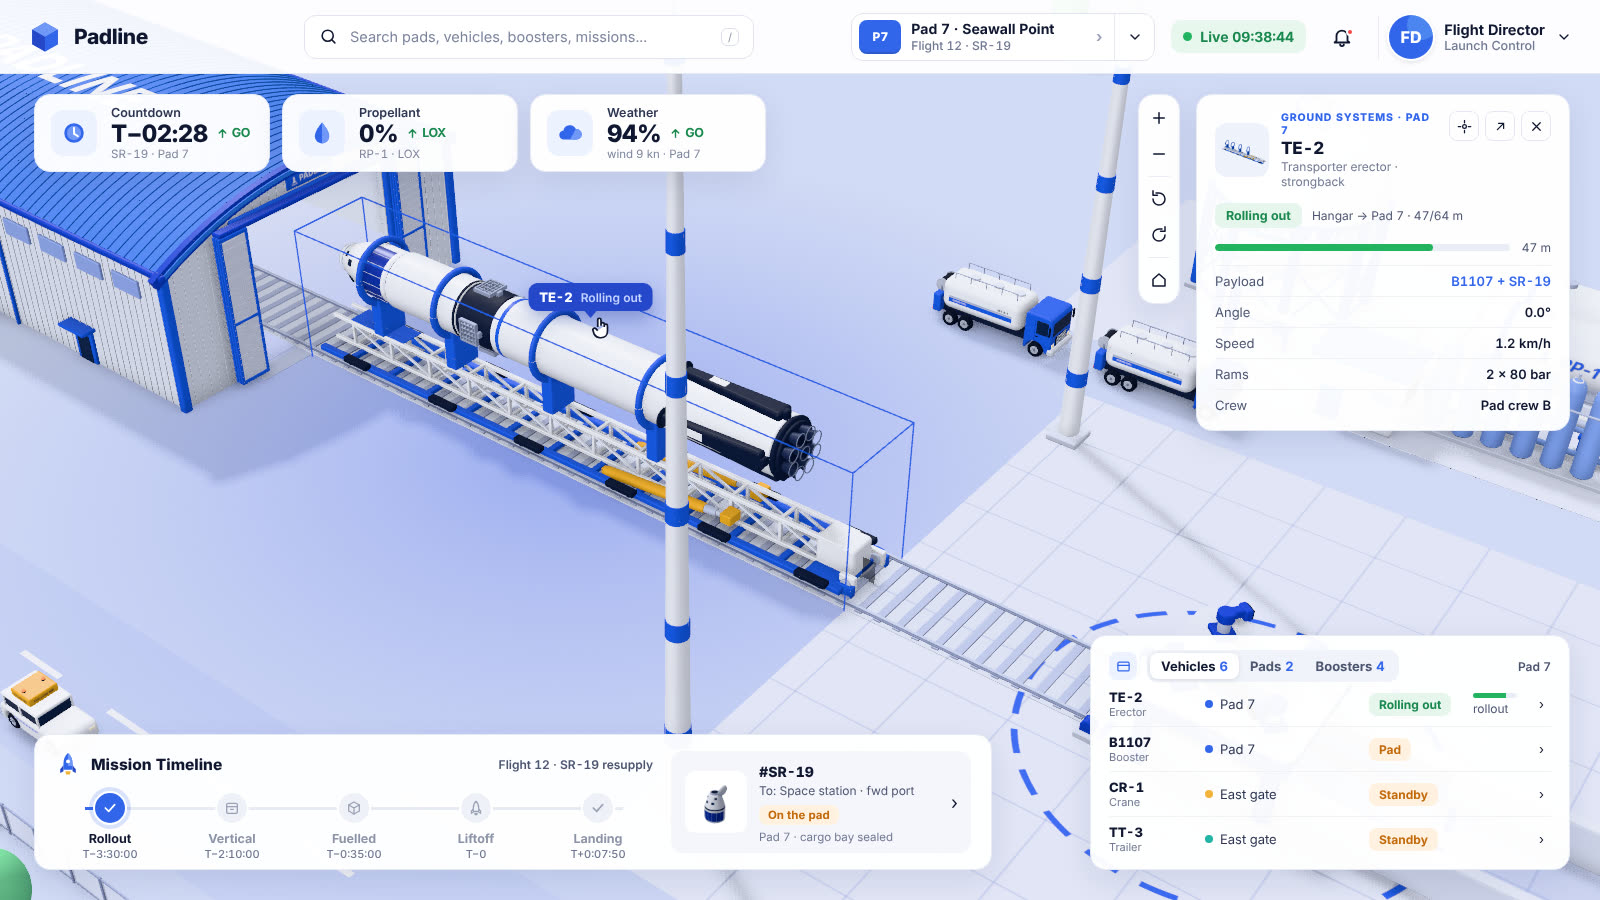 Padline
Search pads, vehicles, boosters, missions...
/
P7
Pad 7 · Seawall Point
Flight 12 · SR-19
Live 09:38:44
FD
Flight Director
Launch Control
Countdown
T−02:28
GO
SR-19 · Pad 7
Propellant
0%
LOX
RP-1 · LOX
Weather
94%
GO
wind 9 kn · Pad 7
TE-2 Rolling out
GROUND SYSTEMS · PAD
7
TE-2
Transporter erector ·
strongback
Rolling out
Hangar → Pad 7 · 47/64 m
47 m
Payload
B1107 + SR-19
Angle
0.0°
Speed
1.2 km/h
Rams
2 × 80 bar
Crew
Pad crew B
Vehicles 6
Pads 2
Boosters 4
Pad 7
TE-2
Erector
Pad 7
Rolling out
rollout
B1107
Booster
Pad 7
Pad
CR-1
Crane
East gate
Standby
TT-3
Trailer
East gate
Standby
Mission Timeline
Flight 12 · SR-19 resupply
Rollout
T−3:30:00
Vertical
T−2:10:00
Fuelled
T−0:35:00
Liftoff
T−0
Landing
T+0:07:50
#SR-19
To: Space station · fwd port
On the pad
Pad 7 · cargo bay sealed